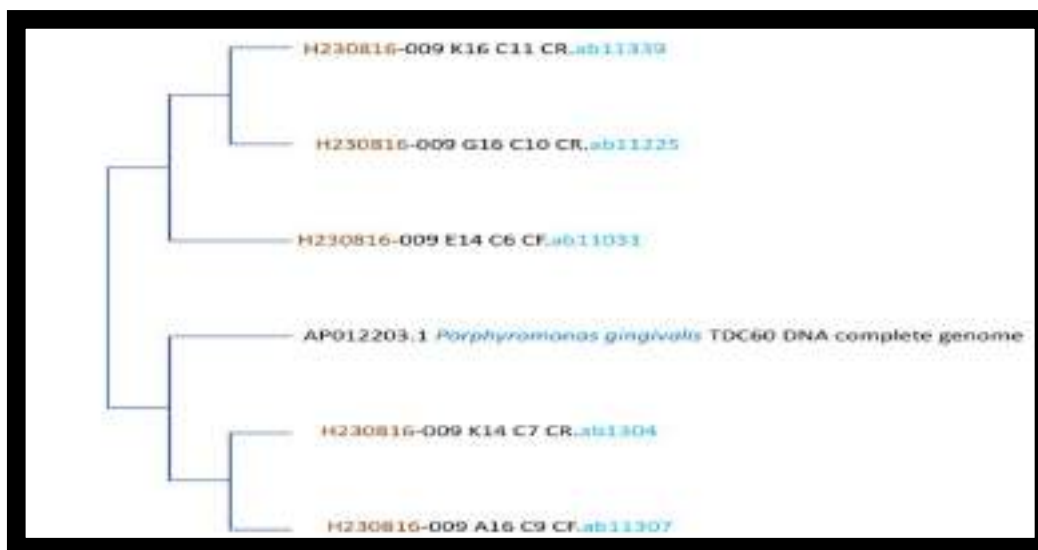 H230816-009 K16 C11 CR.ab11339
H230816-009 G16 C10 CR.ab11225
H230816-009 E14 C6 CF.ab11031
AP012203.1 Porphyromonas gingivalis TDC60 DNA complete genome
H230816-009 K14 C7 CR.ab1304
H230816-009 A16 C9 CF.ab11307